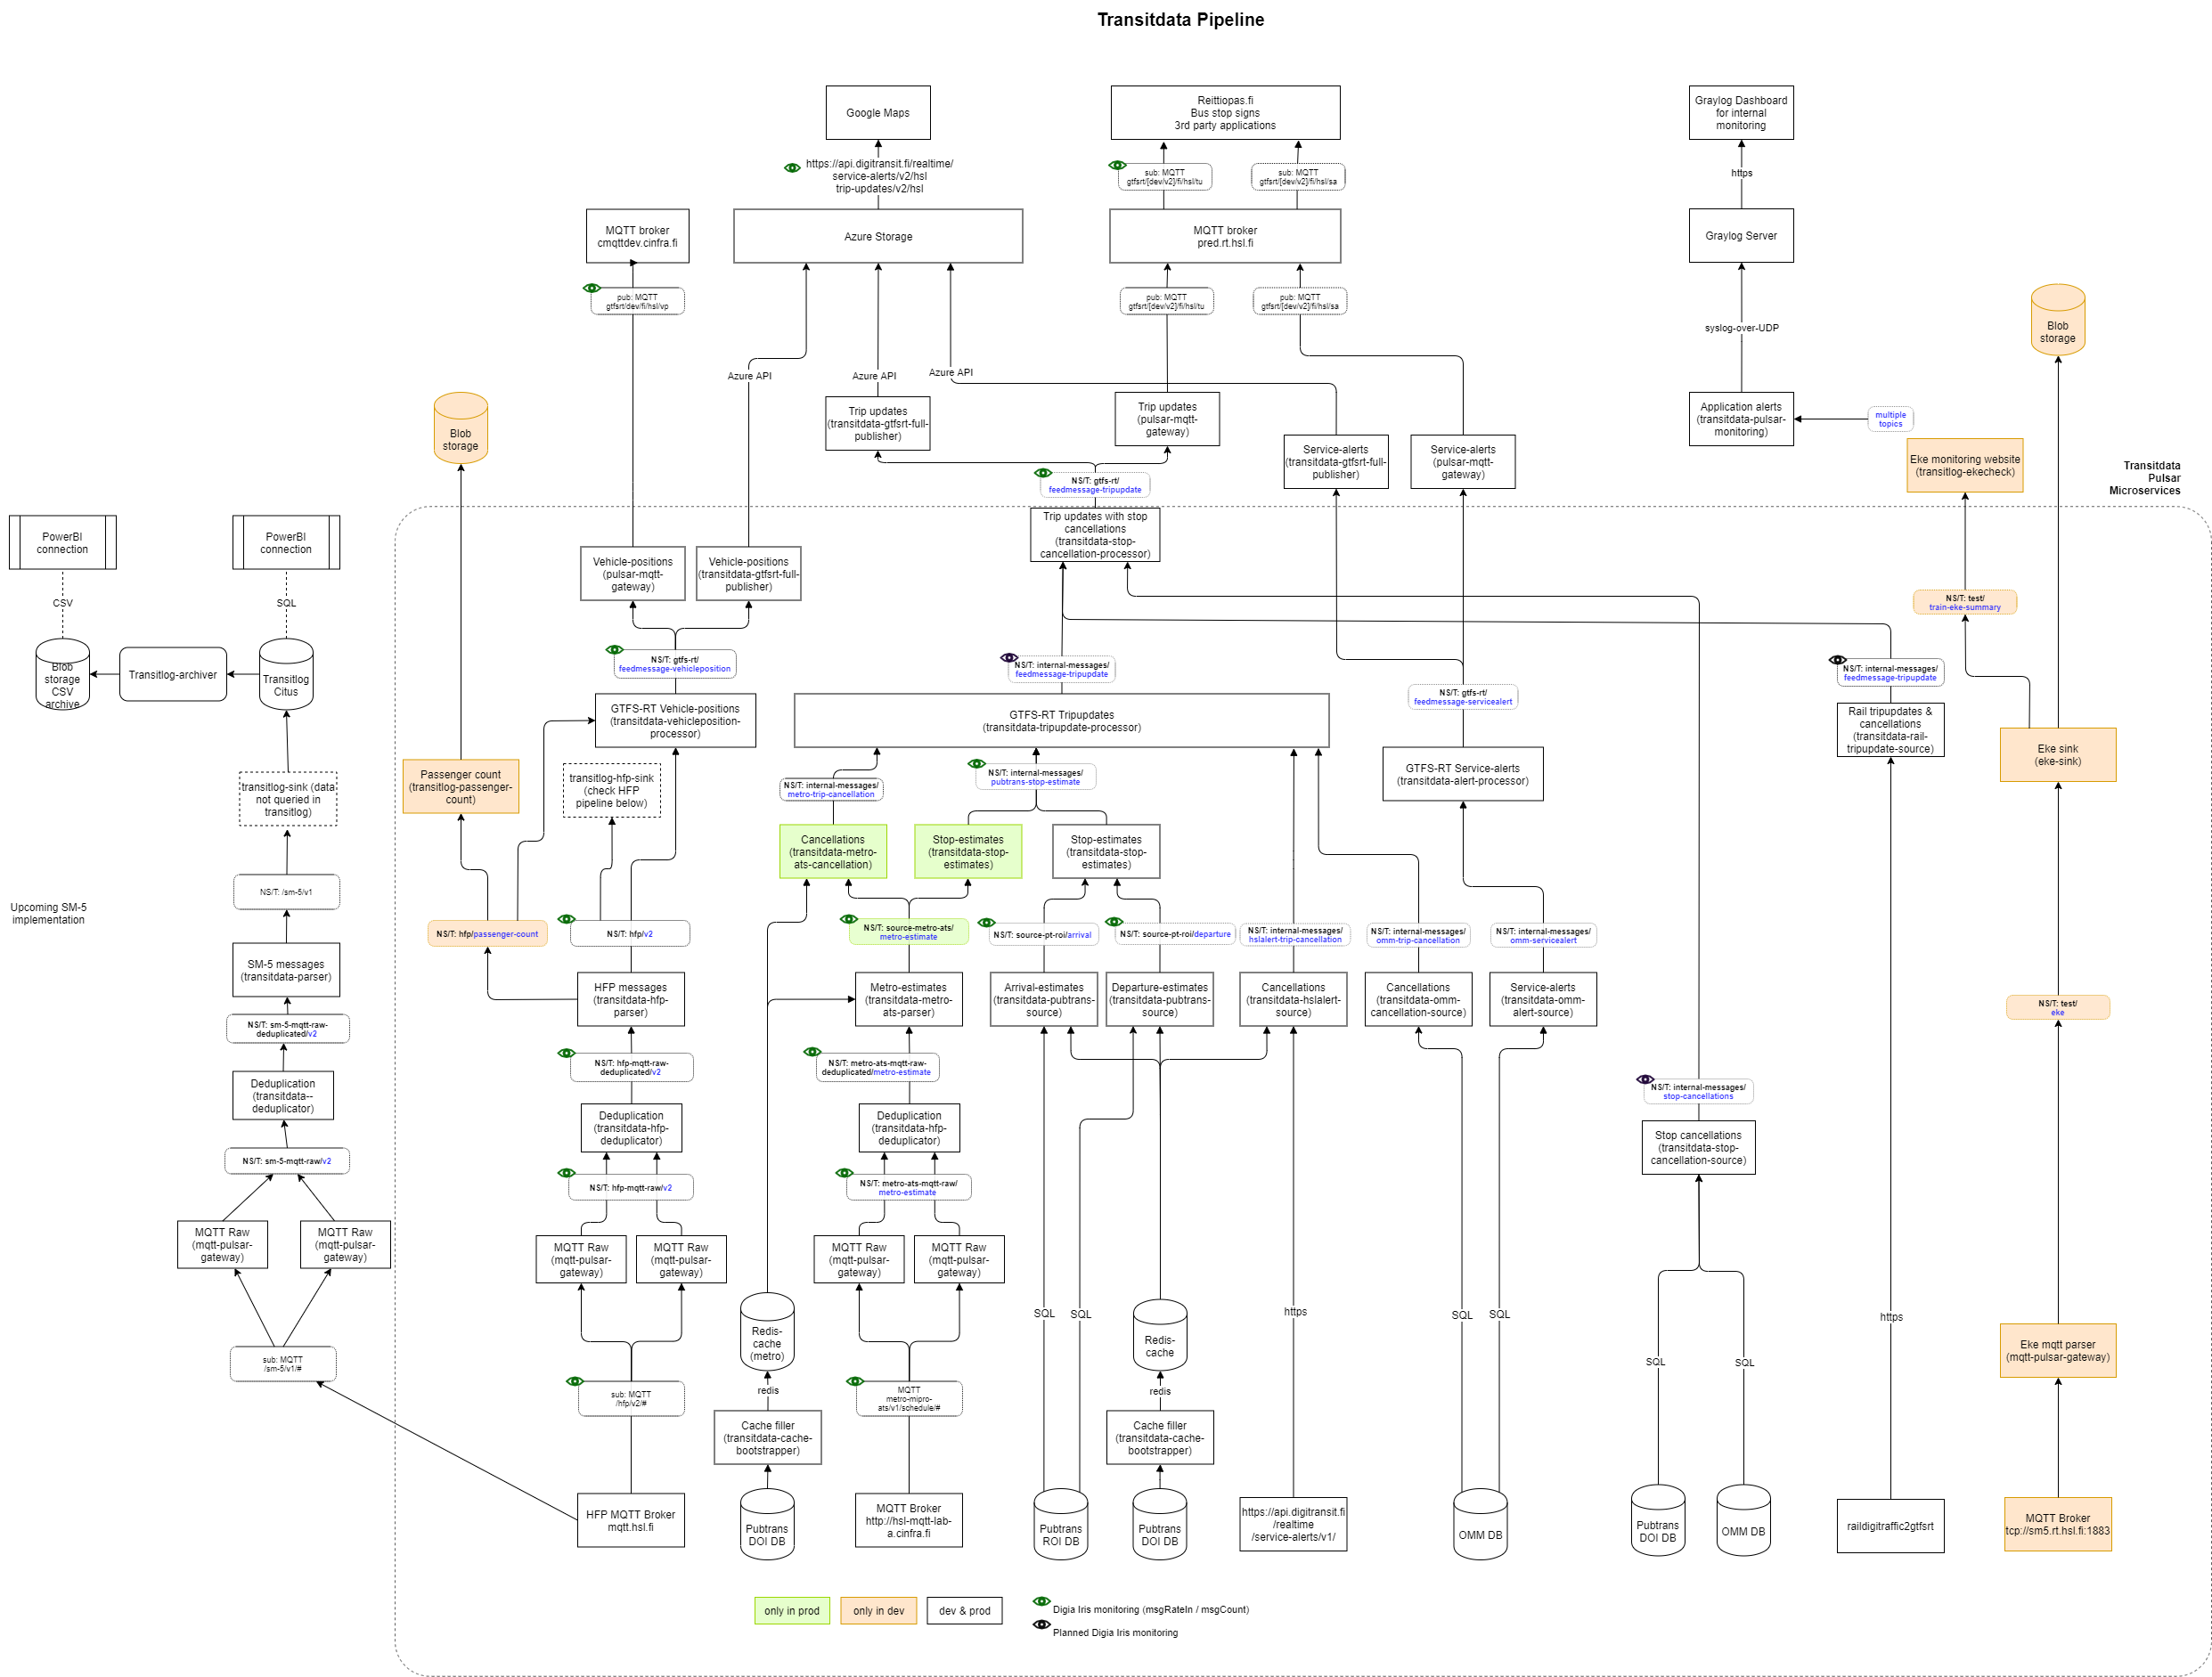 Transitdata Pipeline
Google Maps
Reittiopas.fi
Bus stop signs
3rd party applications
Graylog Dashboard
for internal
monitoring
https://api.digitransit.fi/realtime/
service-alerts/v2/hsl
trip-updates/v2/hsl
sub: MQTT
gtfsrt/[dev/v2]/fi/hsl/tu
sub: MQTT
gtfsrt/[dev/v2]/fi/hsl/sa
https
MQTT broker
cmqttdev.cinfra.fi
Azure Storage
MQTT broker
pred.rt.hsl.fi
Graylog Server
pub: MQTT
gtfsrt/dev/fi/hsl/vp
pub: MQTT
gtfsrt/[dev/v2]/fi/hsl/tu
pub: MQTT
gtfsrt/[dev/v2]/fi/hsl/sa
syslog-over-UDP
Blob
storage
Azure API
Azure API
Azure API
Trip updates
(transitdata-gtfsrt-full-
publisher)
Trip updates
(pulsar-mqtt-
gateway)
Application alerts
(transitdata-pulsar-
monitoring)
multiple
topics
Blob
storage
Service-alerts
(transitdata-gtfsrt-full-
publisher)
Service-alerts
(pulsar-mqtt-
gateway)
Eke monitoring website
(transitlog-ekecheck)
Transitdata
Pulsar
Microservices
NS/T: gtfs-rt/
feedmessage-tripupdate
PowerBI
connection
PowerBI
connection
Trip updates with stop
cancellations
(transitdata-stop-
cancellation-processor)
Vehicle-positions
(pulsar-mqtt-
gateway)
Vehicle-positions
(transitdata-gtfsrt-full-
publisher)
CSV
SQL
NS/T: test/
train-eke-summary
Blob
storage
CSV
archive
Transitlog-archiver
Transitlog
Citus
NS/T: gtfs-rt/
feedmessage-vehicleposition
NS/T: internal-messages/
feedmessage-tripupdate
NS/T: gtfs-rt/
feedmessage-servicealert
NS/T: internal-messages/
feedmessage-tripupdate
GTFS-RT Vehicle-positions
(transitdata-vehicleposition-
processor)
GTFS-RT Tripupdates
(transitdata-tripupdate-processor)
Rail tripupdates &
cancellations
(transitdata-rail-
tripupdate-source)
Eke sink
(eke-sink)
transitlog-sink (data
not queried in
transitlog)
Passenger count
(transitlog-passenger-
count)
transitlog-hfp-sink
(check HFP
pipeline below)
NS/T: internal-messages/
metro-trip-cancellation
NS/T: internal-messages/
pubtrans-stop-estimate
GTFS-RT Service-alerts
(transitdata-alert-processor)
Cancellations
(transitdata-metro-
ats-cancellation)
Stop-estimates
(transitdata-stop-
estimates)
Stop-estimates
(transitdata-stop-
estimates)
NS/T: /sm-5/v1
Upcoming SM-5
implementation
NS/T: hfp/passenger-count
NS/T: hfp/v2
NS/T: source-metro-ats/
metro-estimate
NS/T: source-pt-roi/arrival
NS/T: source-pt-roi/departure
NS/T: internal-messages/
hslalert-trip-cancellation
NS/T: internal-messages/
omm-trip-cancellation
NS/T: internal-messages/
omm-servicealert
SM-5 messages
(transitdata-parser)
HFP messages
(transitdata-hfp-
parser)
Metro-estimates
(transitdata-metro-
ats-parser)
Arrival-estimates
(transitdata-pubtrans-
source)
Departure-estimates
(transitdata-pubtrans-
source)
Cancellations
(transitdata-hslalert-
source)
Cancellations
(transitdata-omm-
cancellation-source)
Service-alerts
(transitdata-omm-
alert-source)
NS/T: test/
eke
NS/T: sm-5-mqtt-raw-
deduplicated/v2
NS/T: hfp-mqtt-raw-
deduplicated/v2
NS/T: metro-ats-mqtt-raw-
deduplicated/metro-estimate
Deduplication
(transitdata--
deduplicator)
Deduplication
(transitdata-hfp-
deduplicator)
Deduplication
(transitdata-hfp-
deduplicator)
NS/T: internal-messages/
stop-cancellations
Stop cancellations
(transitdata-stop-
cancellation-source)
NS/T: sm-5-mqtt-raw/v2
NS/T: hfp-mqtt-raw/v2
NS/T: metro-ats-mqtt-raw/
metro-estimate
MQTT Raw
(mqtt-pulsar-
gateway)
MQTT Raw
(mqtt-pulsar-
gateway)
MQTT Raw
(mqtt-pulsar-
gateway)
MQTT Raw
(mqtt-pulsar-
gateway)
MQTT Raw
(mqtt-pulsar-
gateway)
MQTT Raw
(mqtt-pulsar-
gateway)
SQL
SQL
https
SQL
SQL
https
Redis-
cache
(metro)
Redis-
cache
Eke mqtt parser
(mqtt-pulsar-gateway)
sub: MQTT
/sm-5/v1/#
SQL
SQL
redis
redis
sub: MQTT
/hfp/v2/#
MQTT
metro-mipro-
ats/v1/schedule/#
Cache filler
(transitdata-cache-
bootstrapper)
Cache filler
(transitdata-cache-
bootstrapper)
HFP MQTT Broker
mqtt.hsl.fi
Pubtrans
DOI DB
MQTT Broker
http://hsl-mqtt-lab-
a.cinfra.fi
Pubtrans
ROI DB
Pubtrans
DOI DB
https://api.digitransit.fi
/realtime
/service-alerts/v1/
OMM DB
Pubtrans
DOI DB
OMM DB
raildigitraffic2gtfsrt
MQTT Broker
tcp://sm5.rt.hsl.fi:1883
only in prod
only in dev
dev & prod
Digia Iris monitoring (msgRateIn / msgCount)
Planned Digia Iris monitoring